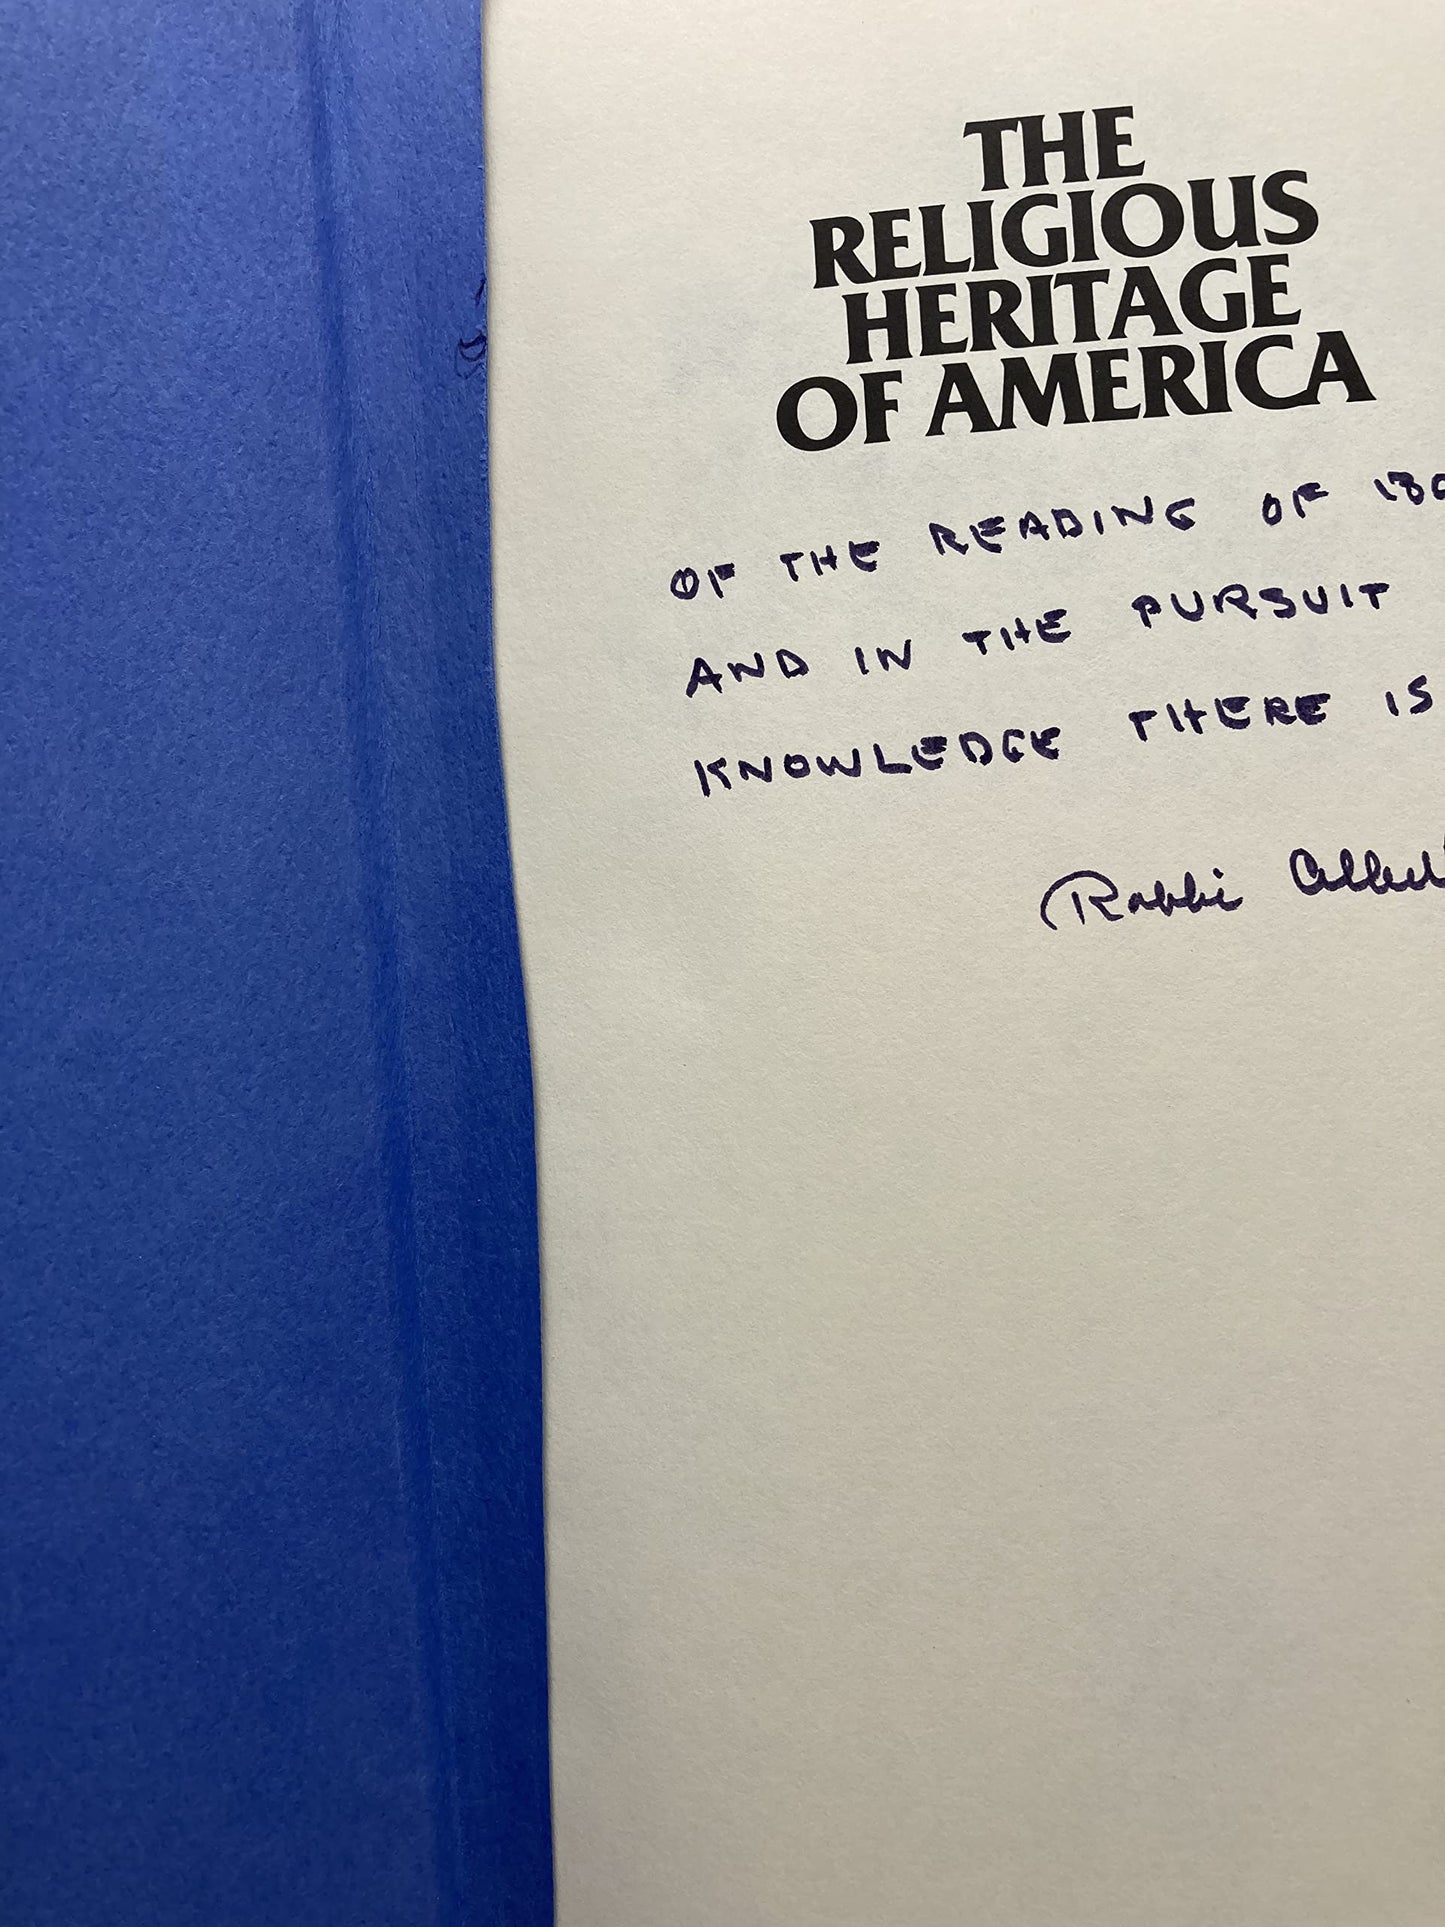 THE
RELIGIOUS
HERITAGE
OF AMERICA
OF THE READING OF
AND IN THE PURSUIT
KNOWLEDGE THERE IS
Rabbi